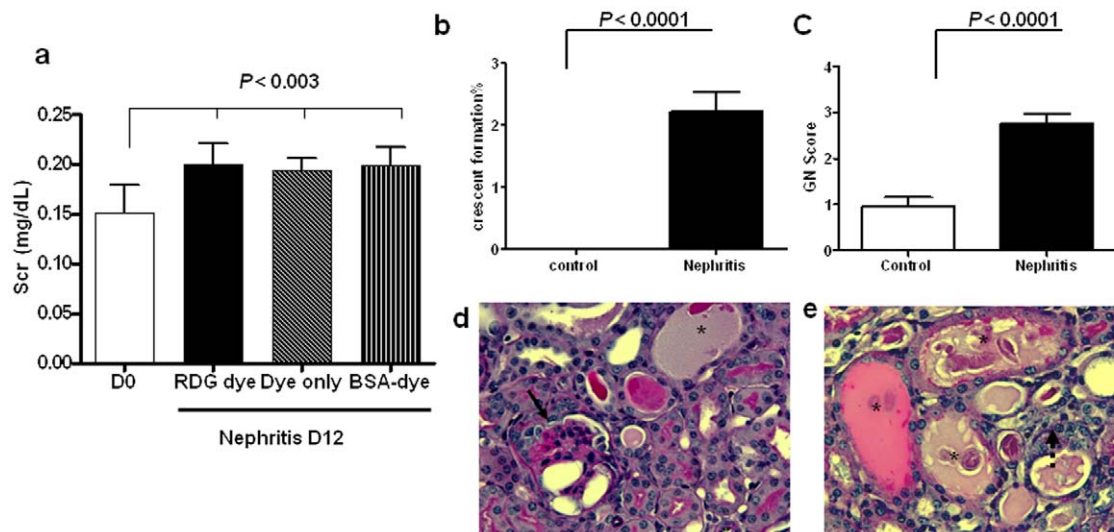 a
P < 0.003
Scr (mg/dL)
0.25
0.20
0.15
0.10
0.05
0.00
D0 RDG dye Dye only BSA-dye
Nephritis D12
b
P < 0.0001
crescent formation%
3
2
1
0
control Nephritis
C
P < 0.0001
GN Score
4
3
2
1
0
Control Nephritis
d
*
e
*
*
*